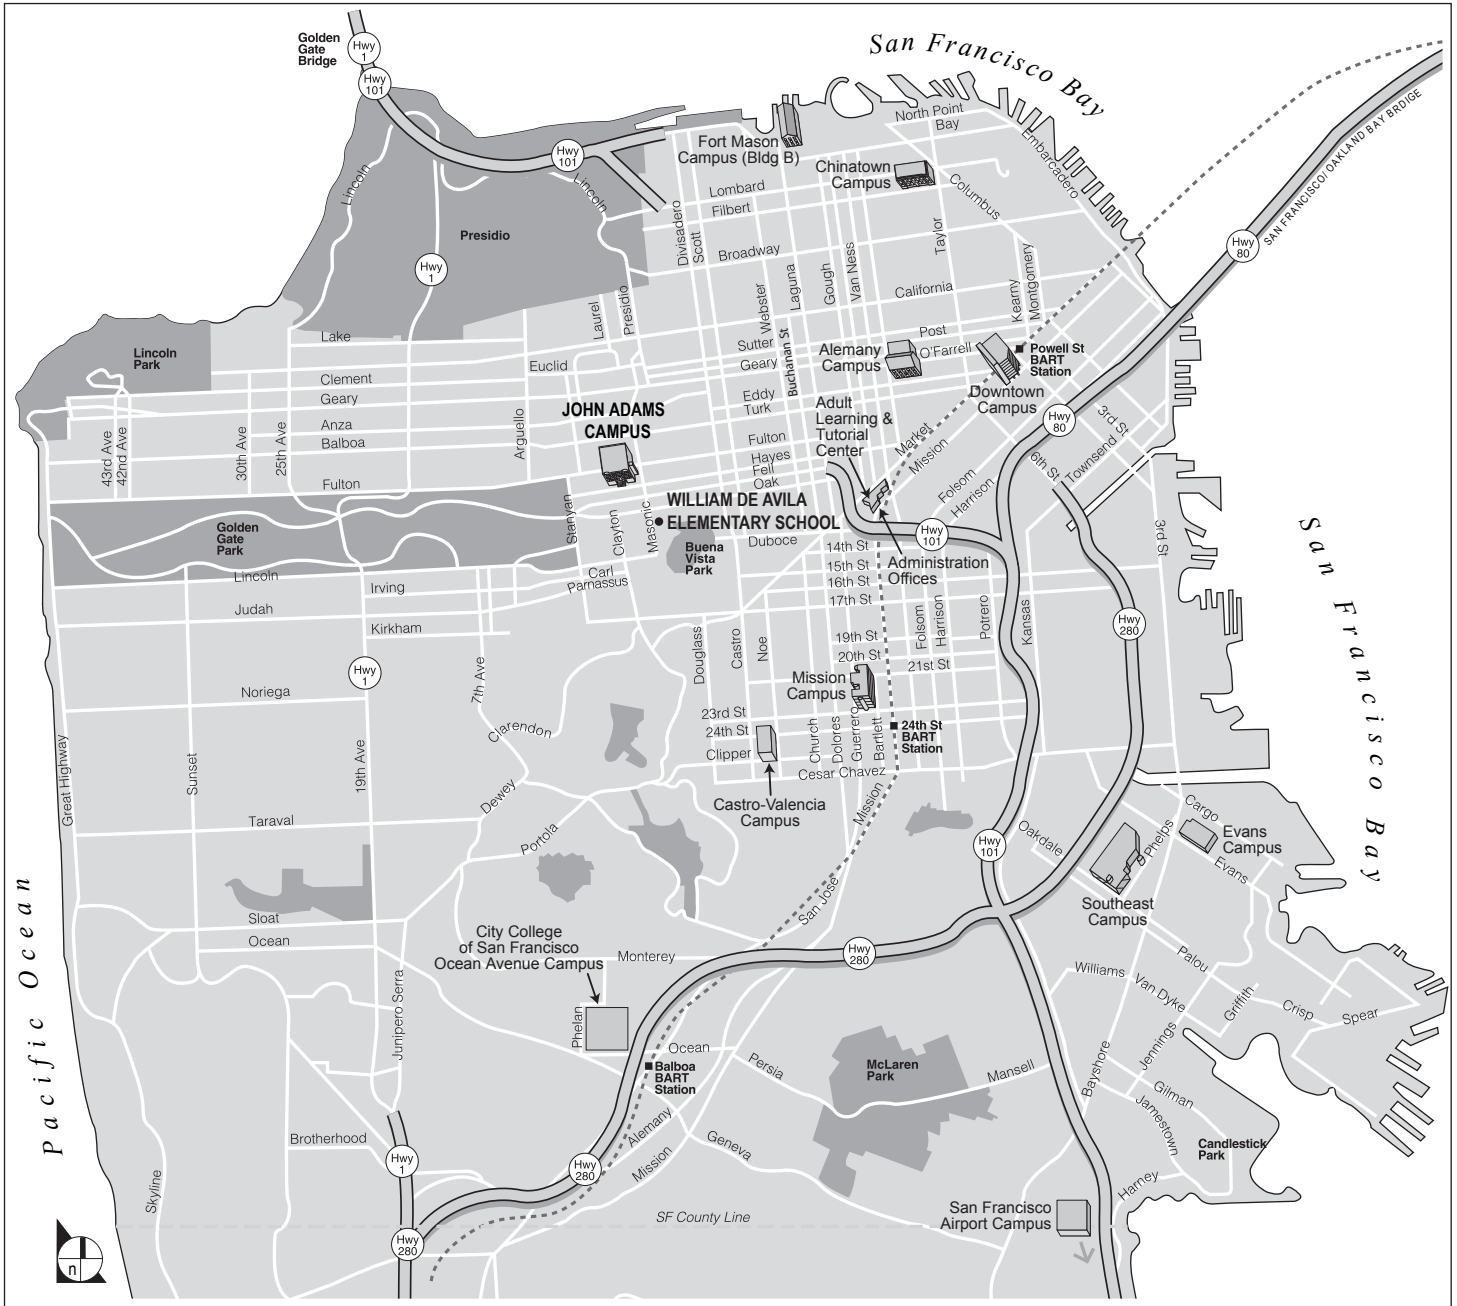 San Francisco Bay
Golden
Gate
Bridge
Hwy
1
Hwy
101
Hwy
101
SAN FRANCISCO/ OAKLAND BAY BRDIGE
Hwy
80
North Point
Bay
Embarcadero
Fort Mason
Campus (Bldg B)
Chinatown
Campus
Columbus
Lincoln
Lincoln
Lombard
Filbert
Presidio
Divisadero
Scott
Broadway
Taylor
Hwy
1
Webster
Laguna
Gough
Van Ness
California
Kearny
Montgomery
Laurel
Presidio
Lake
Lincoln
Park
Sutter
Geary
Buchanan St
Post
O'Farrell
Alemany
Campus
Powell St
BART
Station
Downtown
Campus
Euclid
Clement
Geary
Anza
Balboa
Arguello
Eddy
Turk
JOHN ADAMS
CAMPUS
Adult
Learning &
Tutorial
Center
Market
Mission
Hwy
80
3rd St
Townsend
6th St
43rd Ave
42nd Ave
30th Ave
25th Ave
Fulton
Fulton
Hayes
Fell
Oak
Folsom
Harrison
Stanyan
Clayton
Masonic
WILLIAM DE AVILA
ELEMENTARY SCHOOL
Golden
Gate
Park
Buena
Vista
Park
Duboce
Hwy
101
3rd St
San Francisco Bay
14th St
15th St
16th St
17th St
Administration
Offices
Lincoln
Irving
Carl
Parnassus
Judah
Kirkham
Folsom
Harrison
Potrero
Kansas
Hwy
280
Douglass
Castro
Noe
19th St
20th St
21st St
Hwy
1
7th Ave
Mission
Campus
Noriega
Clarendon
23rd St
24th St
Clipper
Church
Dolores
Guerrero
Bartlett
24th St
BART
Station
Great Highway
Sunset
19th Ave
Cesar Chavez
Castro-Valencia
Campus
Mission
Dewey
Portola
Taraval
Hwy
101
Oakdale
Phelps
Cargo
Evans
Campus
Evans
Southeast
Campus
San Jose
Pacific Ocean
Sloat
Ocean
City College
of San Francisco
Ocean Avenue Campus
Monterey
Hwy
280
Palou
Williams
Van Dyke
Griffith
Crisp
Spear
Junipero Serra
Phelan
Ocean
Persia
Balboa
BART
Station
McLaren
Park
Mansell
Bayshore
Jennings
Gilman
Jamestown
Candlestick
Park
Alemany
Mission
Geneva
Brotherhood
Hwy
1
Hwy
280
Skyline
Harney
San Francisco
Airport Campus
SF County Line
Hwy
280
n